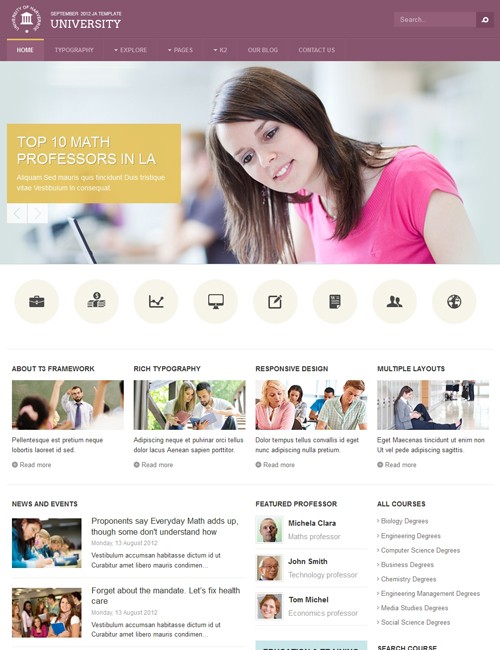 UNIVERSITY OF HARVERSITY
SEPTEMBER 2012 JA TEMPLATE
UNIVERSITY
Search...
HOME
TYPOGRAPHY
EXPLORE
PAGES
K2
OUR BLOG
CONTACT US
TOP 10 MATH
PROFESSORS IN LA
Aliquam Sed mauris quis tincidunt Duis tristique
vitae Vestibulum in consequat.
ABOUT T3 FRAMEWORK
Pellentesque est pretium neque
lobortis laoreet id sed.
Read more
RICH TYPOGRAPHY
Adipiscing neque et pulvinar orci tellus
dolor lacus Aenean sapien porttitor.
Read more
RESPONSIVE DESIGN
Dolor tempus tellus convallis id eget
nunc adipiscing nulla pretium.
Read more
MULTIPLE LAYOUTS
Eget Maecenas tincidunt ut enim non
Ut vel pede adipiscing sagittis.
Read more
NEWS AND EVENTS
Proponents say Everyday Math adds up,
though some don't understand how
Monday, 13 August 2012
Vestibulum accumsan habitasse dictum id ut
Curabitur amet libero mauris condimen...
Forget about the mandate. Let's fix health
care
Monday, 13 August 2012
Vestibulum accumsan habitasse dictum id ut
Curabitur amet libero mauris condimen...
FEATURED PROFESSOR
Michela Clara
Maths professor
John Smith
Technology professor
Tom Michel
Economics professor
EDUCATION & TRAINING
ALL COURSES
Biology Degrees
Engineering Degrees
Computer Science Degrees
Business Degrees
Chemistry Degrees
Engineering Management Degrees
Media Studies Degrees
Social Science Degrees
SEARCH COURSE